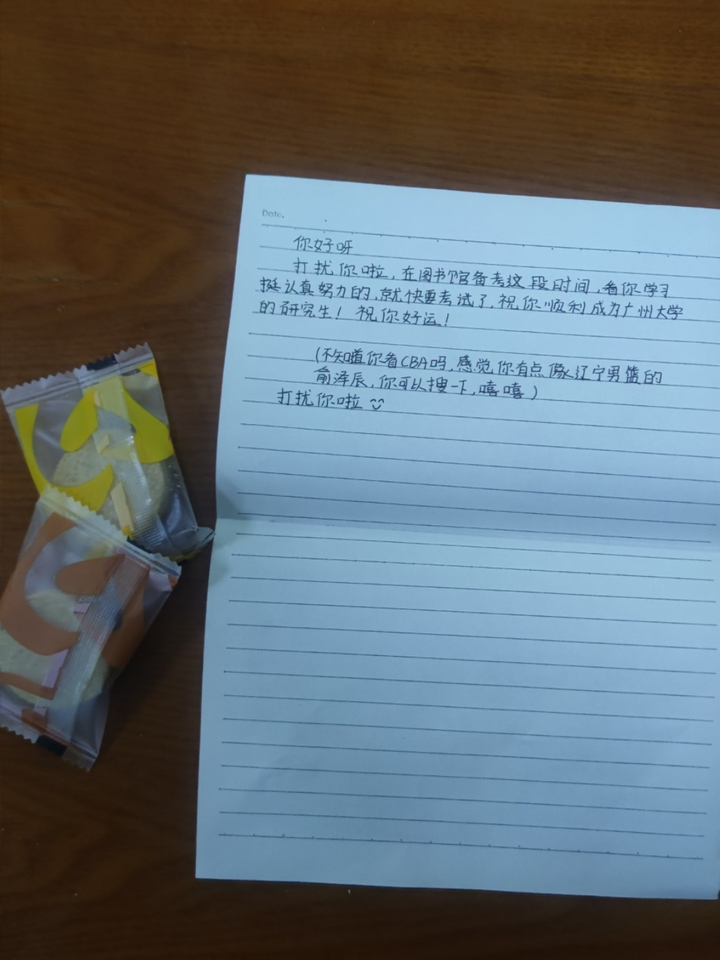 Date.
你好呀
打扰你啦，在图书馆备考这段时间，看你学习
挺认真努力的，就快要考试了，祝你顺利成为广州大学
的研究生！祝你好运！
（不知道你看CBA吗，感觉你有点像辽宁男篮的
俞泽辰，你可以搜一下，嘻嘻）
打扰你啦